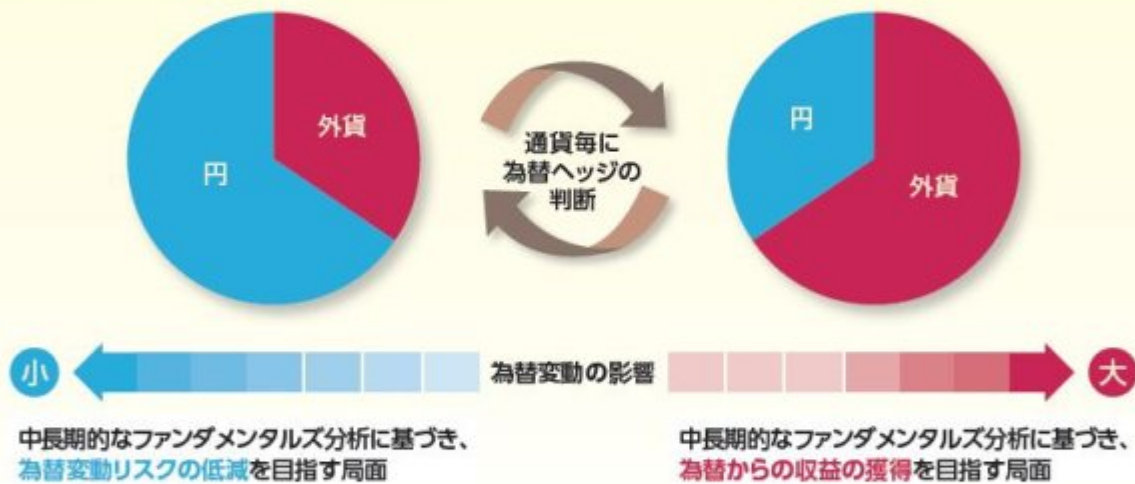 円
外貨
通貨毎に
為替ヘッジの
判断
円
外貨
小
為替変動の影響
大
中長期的なファンダメンタルズ分析に基づき、
為替変動リスクの低減を目指す局面
中長期的なファンダメンタルズ分析に基づき、
為替からの収益の獲得を目指す局面